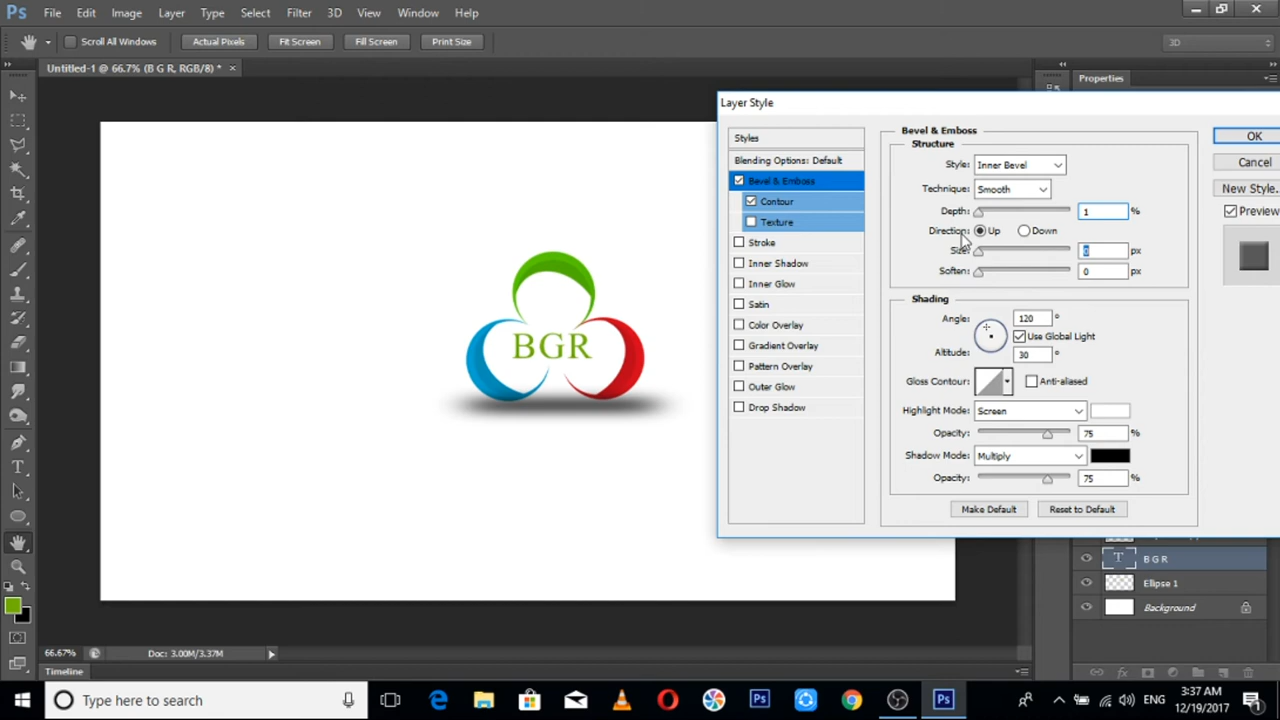 Ps File Edit Image Layer Type Select Filter 3D View Window Help
Scroll All Windows Actual Pixels Fit Screen Fill Screen Print Size 3D
Untitled-1 @ 66.7% (B G R, RGB/8) * ×
Properties
Layer Style
Styles
Blending Options: Default
Bevel & Emboss
Contour
Texture
Stroke
Inner Shadow
Inner Glow
Satin
Color Overlay
Gradient Overlay
Pattern Overlay
Outer Glow
Drop Shadow
Bevel & Emboss
Structure
Style: Inner Bevel
Technique: Smooth
Depth: 1 %
Direction: Up Down
Size: 0 px
Soften: 0 px
Shading
Angle: 120 °
Use Global Light
Altitude: 30 °
Gloss Contour: Anti-aliased
Highlight Mode: Screen
Opacity: 75 %
Shadow Mode: Multiply
Opacity: 75 %
Make Default Reset to Default
OK
Cancel
New Style..
Preview
BGR
T B G R
Ellipse 1
Background
66.67% Doc: 3.00M/3.37M
Timeline
Type here to search
Ps
Ps
ENG
3:37 AM
12/19/2017